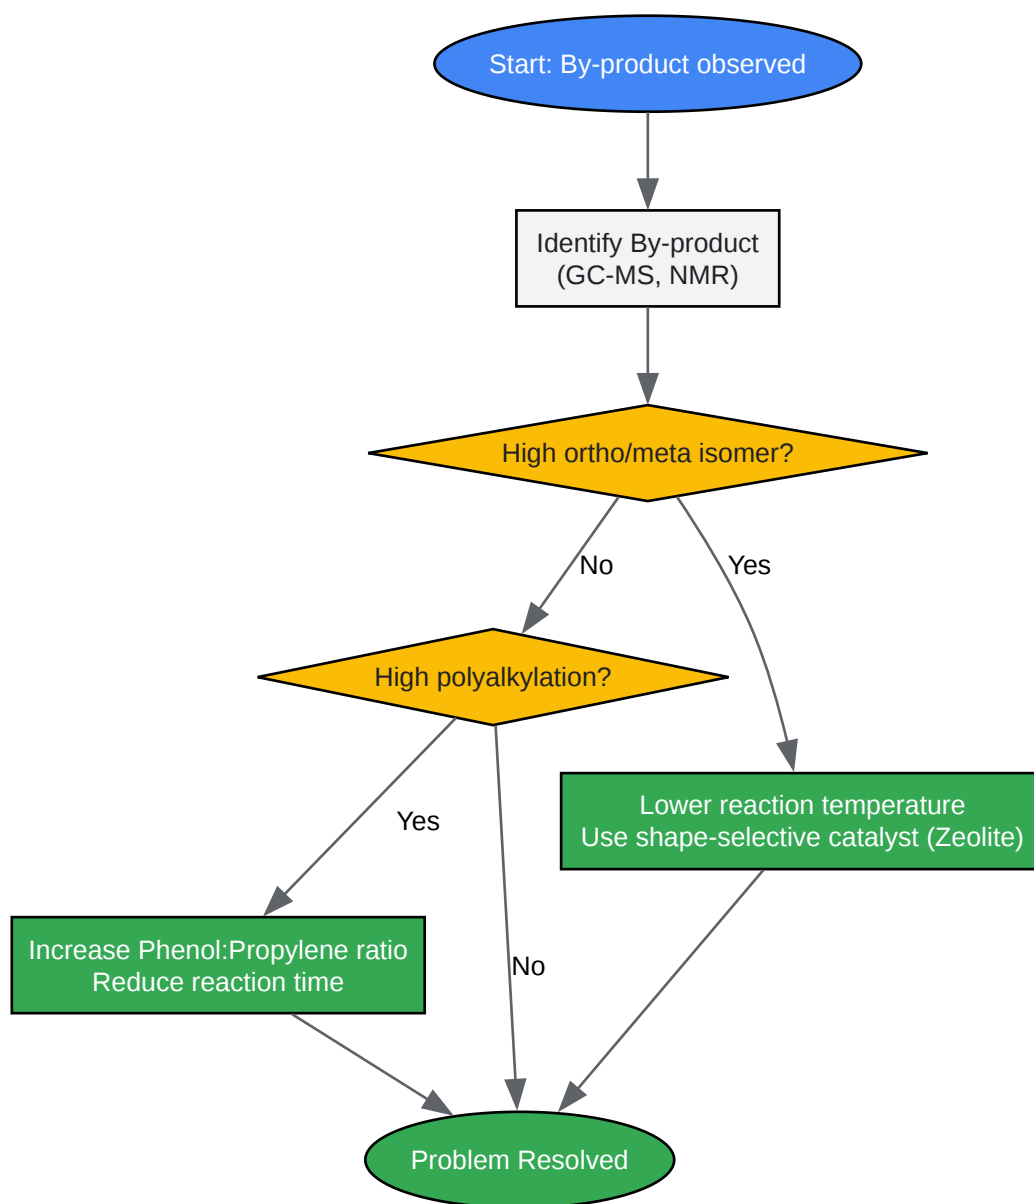 Start: By-product observed
Identify By-product
(GC-MS, NMR)
High ortho/meta isomer?
No
Yes
High polyalkylation?
Lower reaction temperature
Use shape-selective catalyst (Zeolite)
Yes
Increase Phenol:Propylene ratio
Reduce reaction time
No
Problem Resolved